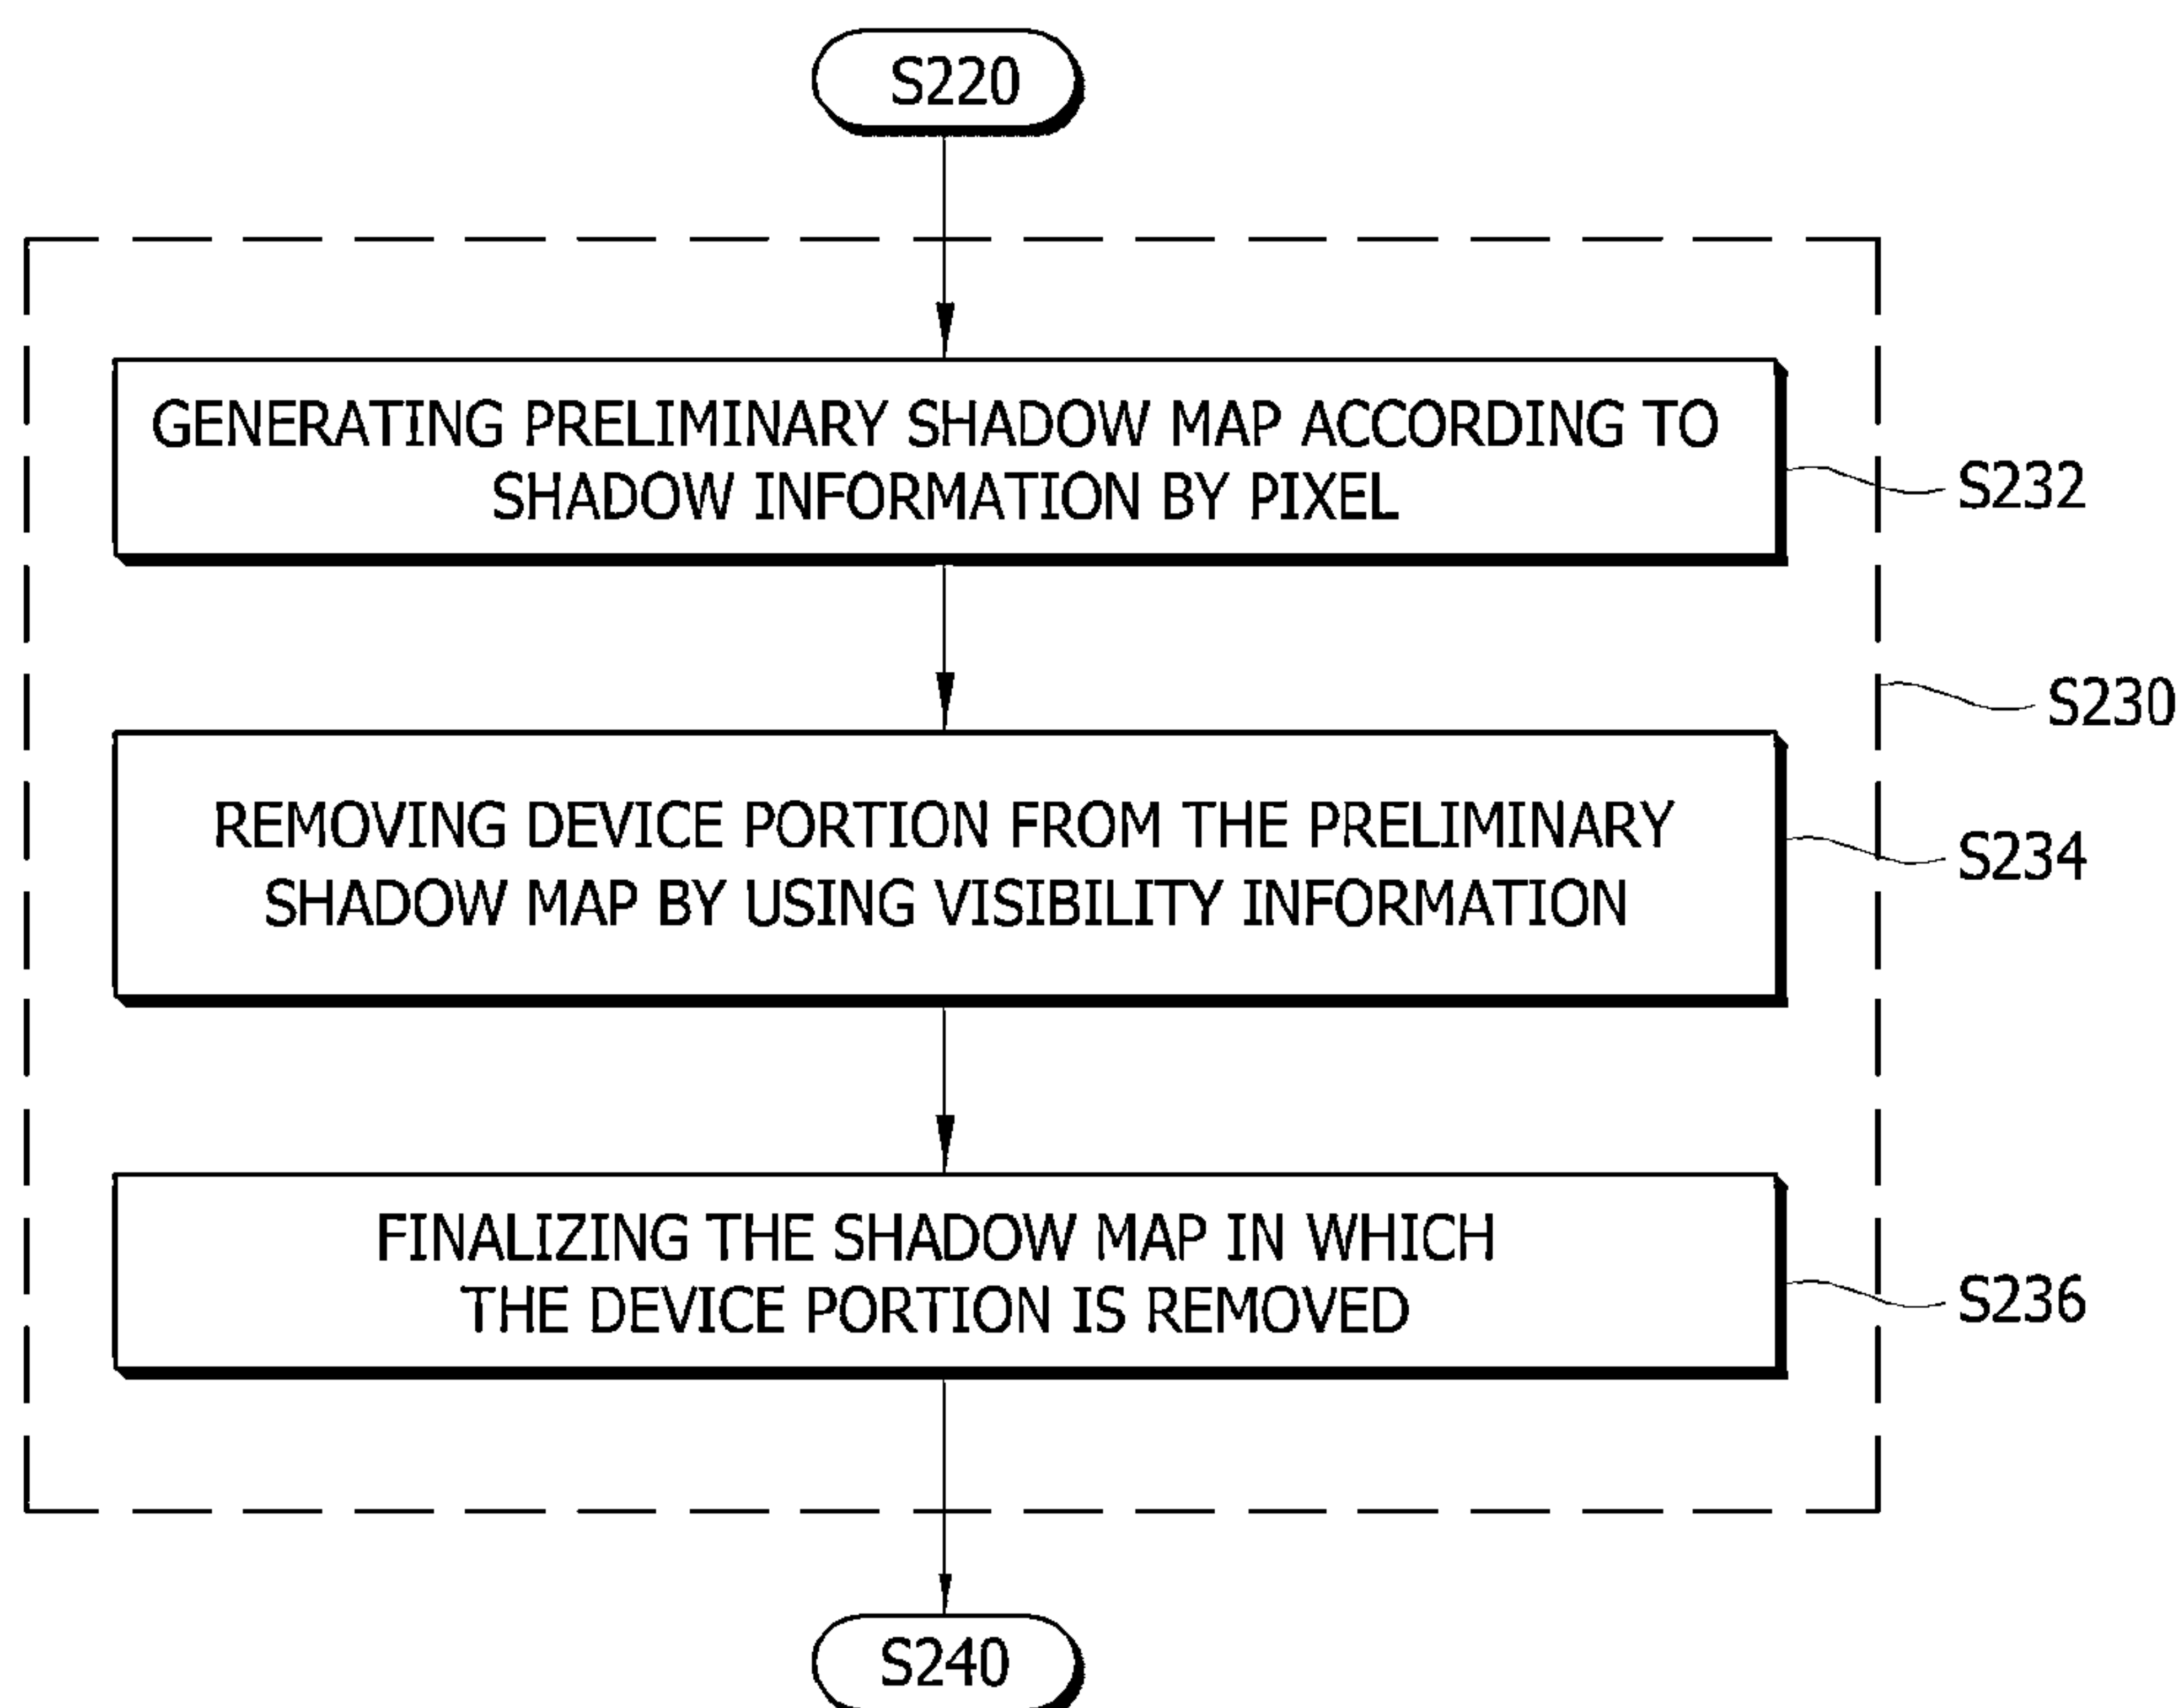 S220
GENERATING PRELIMINARY SHADOW MAP ACCORDING TO
SHADOW INFORMATION BY PIXEL
S232
S230
REMOVING DEVICE PORTION FROM THE PRELIMINARY
SHADOW MAP BY USING VISIBILITY INFORMATION
S234
FINALIZING THE SHADOW MAP IN WHICH
THE DEVICE PORTION IS REMOVED
S236
S240